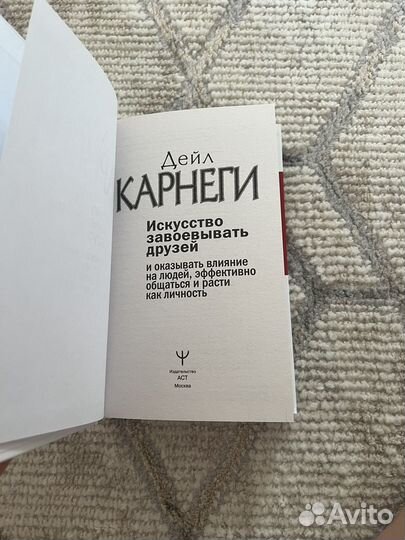 Дейл
КАРНЕГИ
Искусство
завоевывать
друзей
и оказывать влияние
на людей, эффективно
общаться и расти
как личность
Издательство
АСТ
Москва
Avito